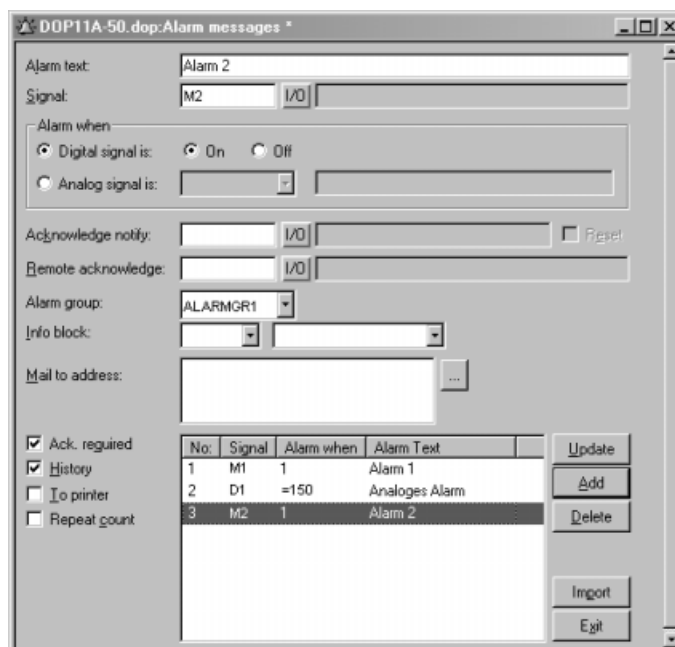 DOP11A-50.dop:Alarm messages *
Alarm text: Alarm 2
Signal: M2 I/O
Alarm when
Digital signal is: On Off
Analog signal is:
Acknowledge notify: I/O Reset
Remote acknowledge: I/O
Alarm group: ALARMGR1
Info block:
Mail to address: ...
Ack. reguired
History
To printer
Repeat count
No: Signal Alarm when Alarm Text
1 M1 1 Alarm 1
2 D1 =150 Analoges Alarm
3 M2 1 Alarm 2
Update
Add
Delete
Import
Exit